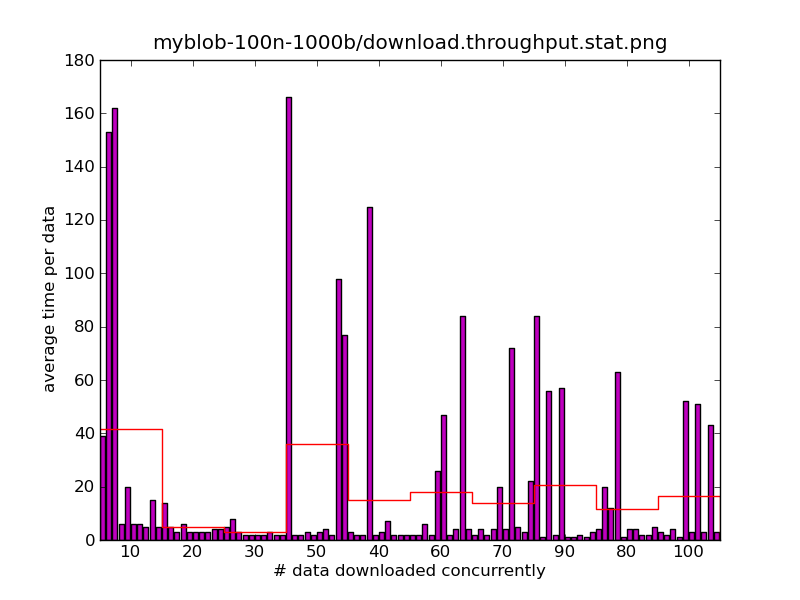 myblob-100n-1000b/download.throughput.stat.png
180
160
140
120
100
80
60
40
20
0
average time per data
10 20 30 50 40 60 70 90 80 100
# data downloaded concurrently